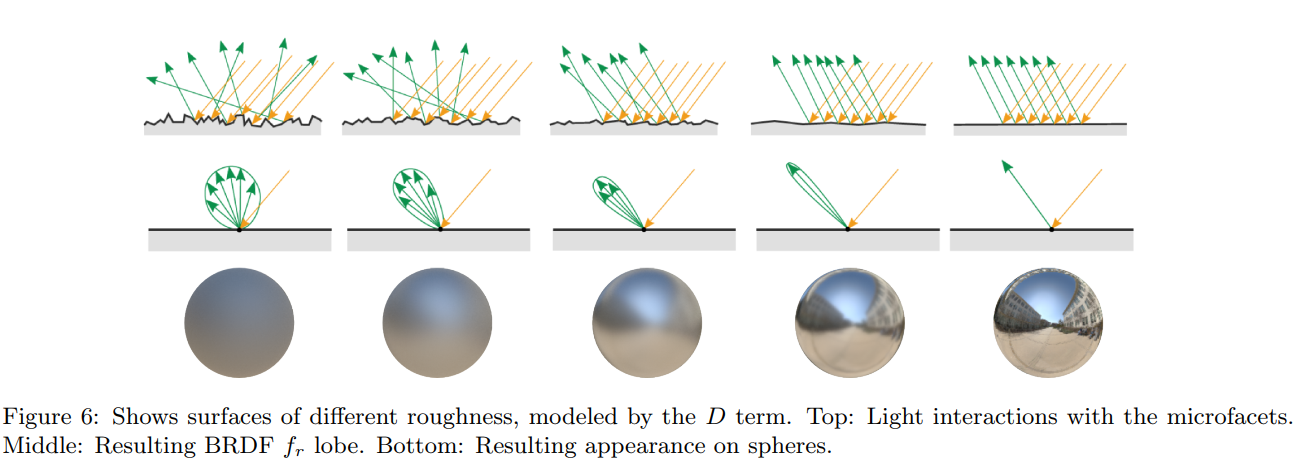 Figure 6: Shows surfaces of different roughness, modeled by the D term. Top: Light interactions with the microfacets.
Middle: Resulting BRDF fr lobe. Bottom: Resulting appearance on spheres.